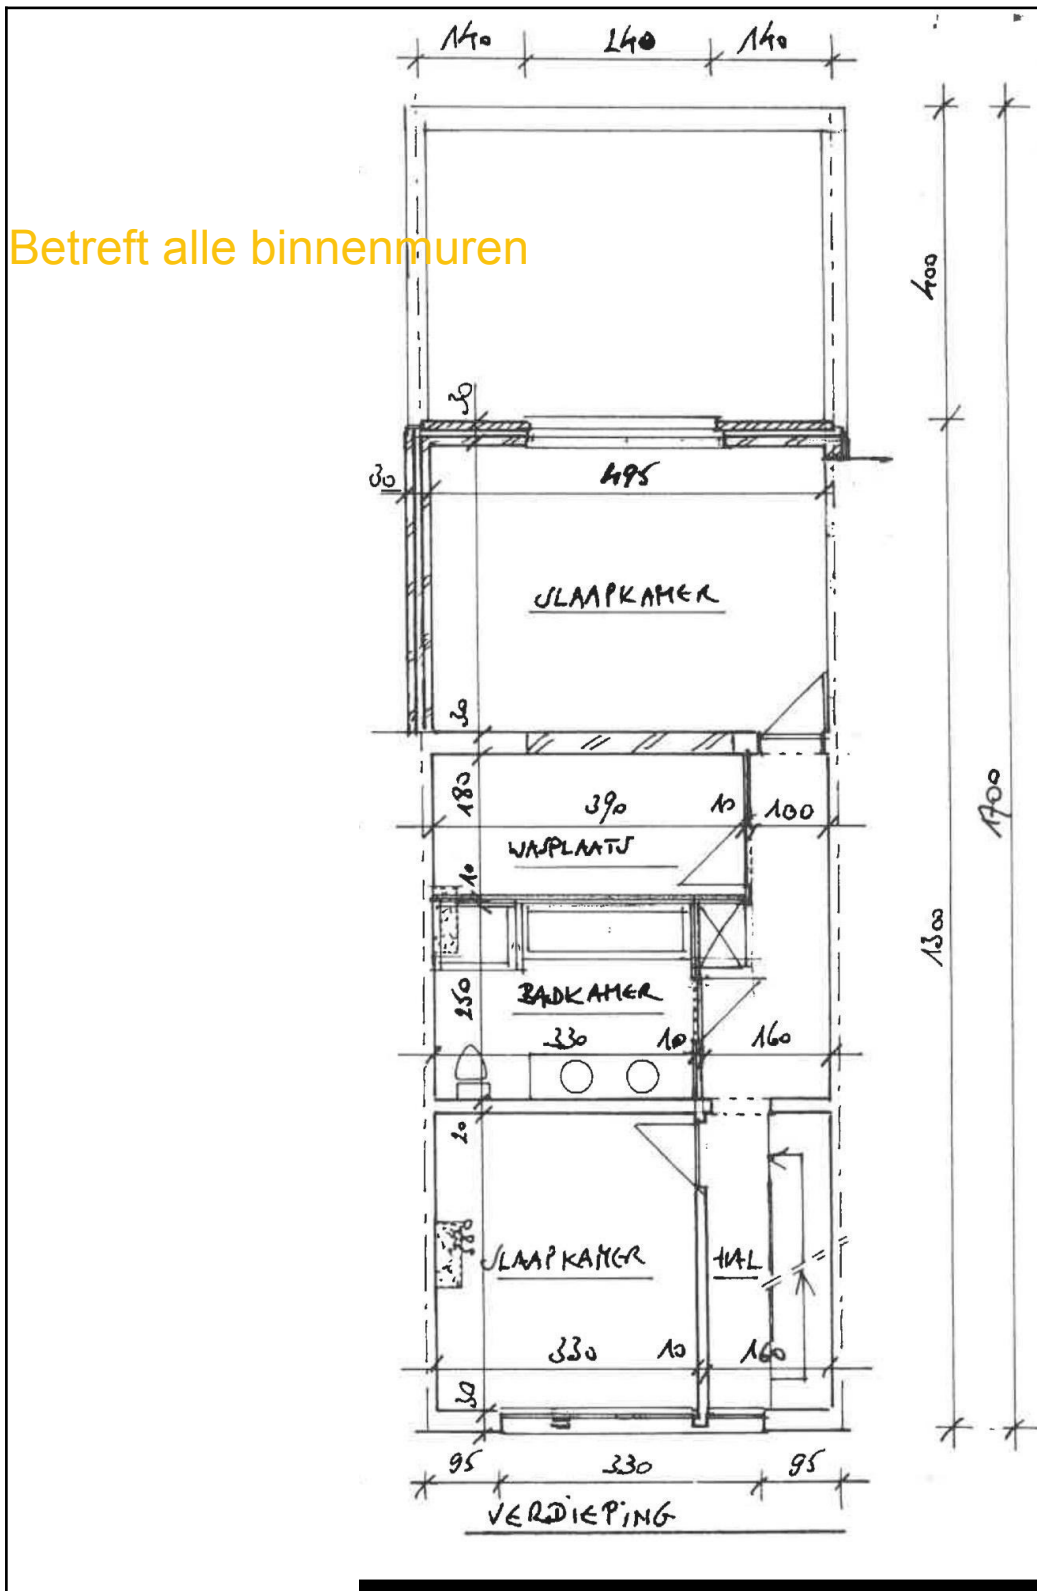 140 240 140
Betreft alle binnenmuren
400
30
30
495
SLAAPKAMER
30
180
390 10 100
WASPLAATS
10
1300
1700
250
BADKAMER
330 10 160
20
SLAAPKAMER HAL
330 10 160
30
95 330 95
VERDIEPING